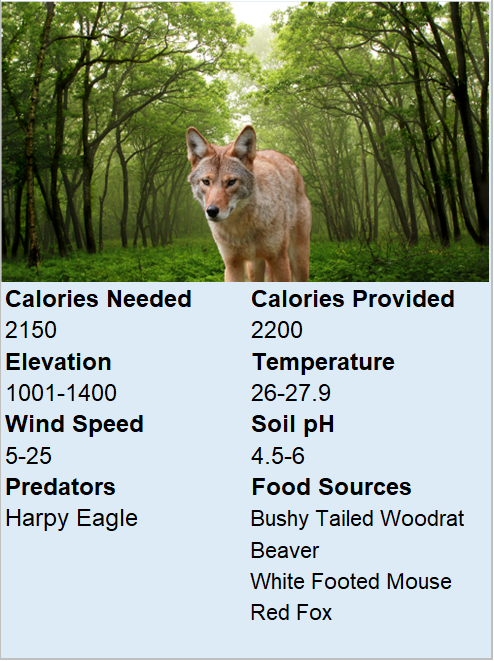 Calories Needed
2150
Elevation
1001-1400
Wind Speed
5-25
Predators
Harpy Eagle
Calories Provided
2200
Temperature
26-27.9
Soil pH
4.5-6
Food Sources
Bushy Tailed Woodrat
Beaver
White Footed Mouse
Red Fox